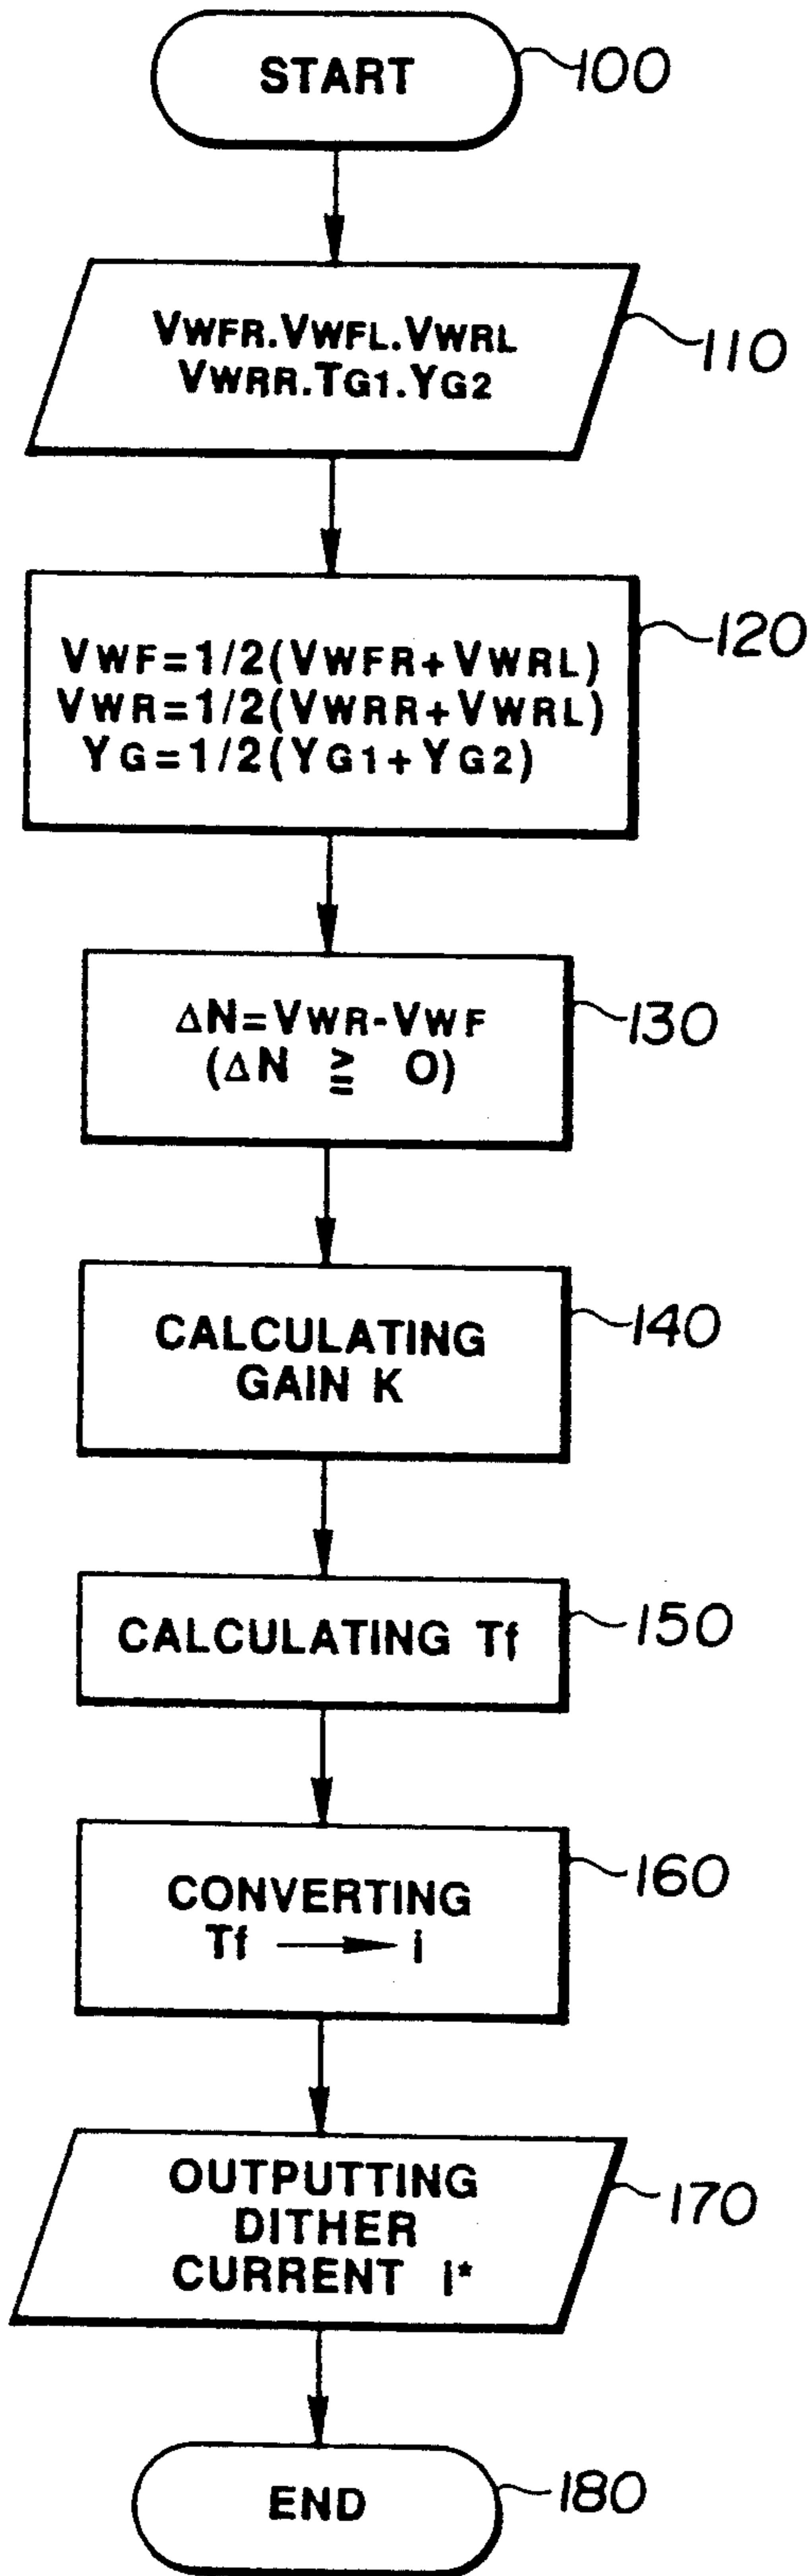 START
100
VWFR.VWFL.VWRL
VWRR.TG1.YG2
110
VWF=1/2(VWFR+VWRL)
VWR=1/2(VWRR+VWRL)
YG=1/2(YG1+YG2)
120
ΔN=VWR-VWF
(ΔN ≧ 0)
130
CALCULATING
GAIN K
140
CALCULATING Tf
150
CONVERTING
Tf → i
160
OUTPUTTING
DITHER
CURRENT i*
170
END
180